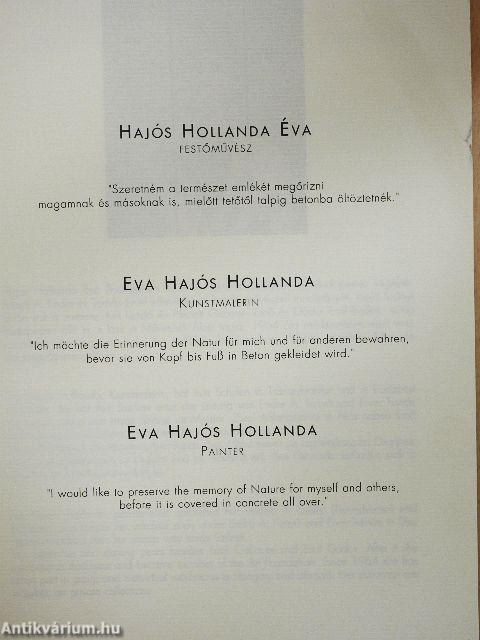 HAJÓS HOLLANDA ÉVA
FESTŐMŰVÉSZ
"Szeretném a természet emlékét megőrizni
magamnak és másoknak is, mielőtt tetőtől talpig betonba öltöztetnék."
EVA HAJÓS HOLLANDA
KUNSTMALERIN
"Ich möchte die Erinnerung der Natur für mich und für anderen bewahren,
bevor sie von Kopf bis Fuß in Beton gekleidet wird."
EVA HAJÓS HOLLANDA
PAINTER
"I would like to preserve the memory of Nature for myself and others,
before it is covered in concrete all over."
Antikvárium.hu